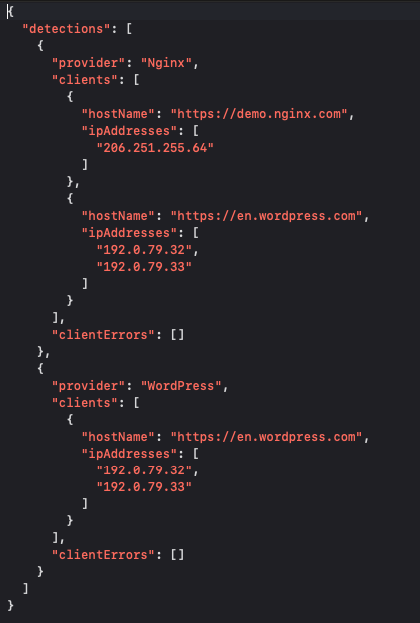 {
  "detections": [
    {
      "provider": "Nginx",
      "clients": [
        {
          "hostName": "https://demo.nginx.com",
          "ipAddresses": [
            "206.251.255.64"
          ]
        },
        {
          "hostName": "https://en.wordpress.com",
          "ipAddresses": [
            "192.0.79.32",
            "192.0.79.33"
          ]
        }
      ],
      "clientErrors": []
    },
    {
      "provider": "WordPress",
      "clients": [
        {
          "hostName": "https://en.wordpress.com",
          "ipAddresses": [
            "192.0.79.32",
            "192.0.79.33"
          ]
        }
      ],
      "clientErrors": []
    }
  ]
}